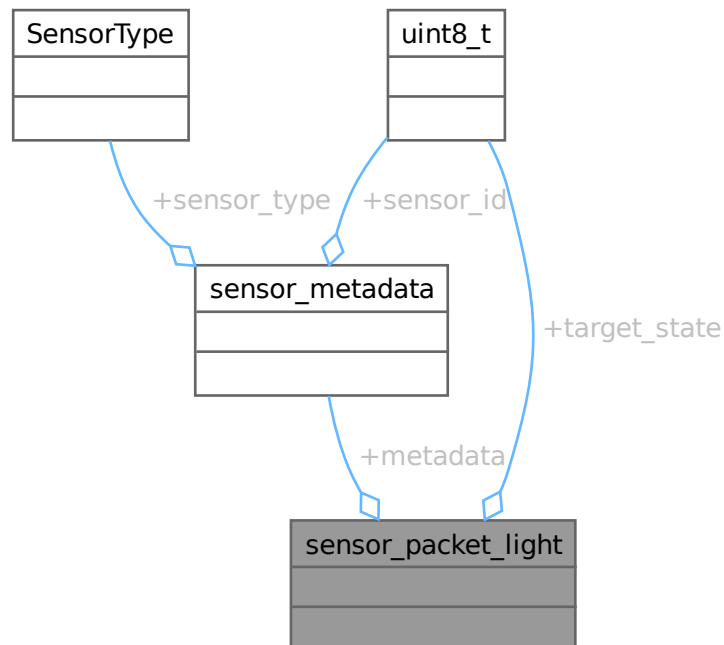 SensorType
uint8_t
+sensor_type
+sensor_id
sensor_metadata
+target_state
+metadata
sensor_packet_light